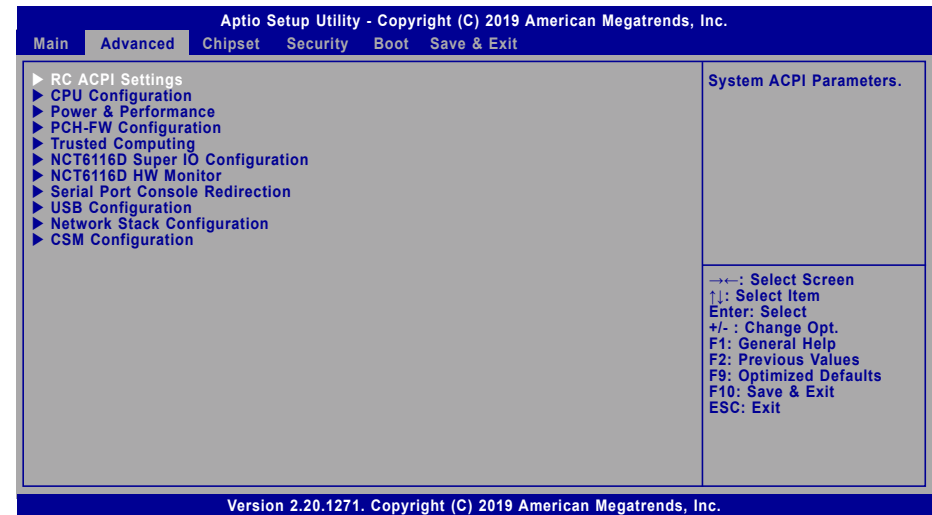 Aptio Setup Utility - Copyright (C) 2019 American Megatrends, Inc.
Main Advanced Chipset Security Boot Save & Exit
▶ RC ACPI Settings
▶ CPU Configuration
▶ Power & Performance
▶ PCH-FW Configuration
▶ Trusted Computing
▶ NCT6116D Super IO Configuration
▶ NCT6116D HW Monitor
▶ Serial Port Console Redirection
▶ USB Configuration
▶ Network Stack Configuration
▶ CSM Configuration
System ACPI Parameters.
→←: Select Screen
↑↓: Select Item
Enter: Select
+/- : Change Opt.
F1: General Help
F2: Previous Values
F9: Optimized Defaults
F10: Save & Exit
ESC: Exit
Version 2.20.1271. Copyright (C) 2019 American Megatrends, Inc.